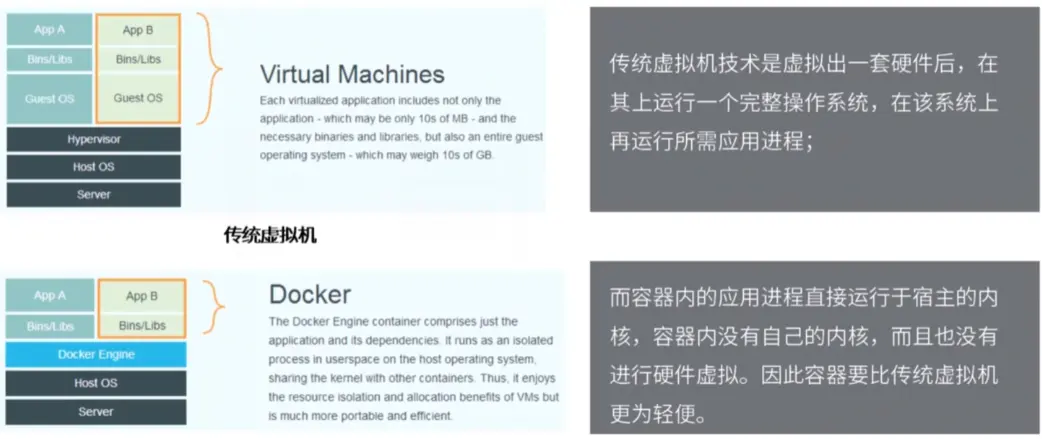 App A
App B
Bins/Libs
Bins/Libs
Guest OS
Guest OS
Hypervisor
Host OS
Server
Virtual Machines
Each virtualized application includes not only the
application - which may be only 10s of MB - and the
necessary binaries and libraries, but also an entire guest
operating system - which may weigh 10s of GB.
传统虚拟机技术是虚拟出一套硬件后，在
其上运行一个完整操作系统，在该系统上
再运行所需应用进程；
传统虚拟机
App A
App B
Bins/Libs
Bins/Libs
Docker Engine
Host OS
Server
Docker
The Docker Engine container comprises just the
application and its dependencies. It runs as an isolated
process in userspace on the host operating system,
sharing the kernel with other containers. Thus, it enjoys
the resource isolation and allocation benefits of VMs but
is much more portable and efficient.
而容器内的应用进程直接运行于宿主的内
核，容器内没有自己的内核，而且也没有
进行硬件虚拟。因此容器要比传统虚拟机
更为轻便。